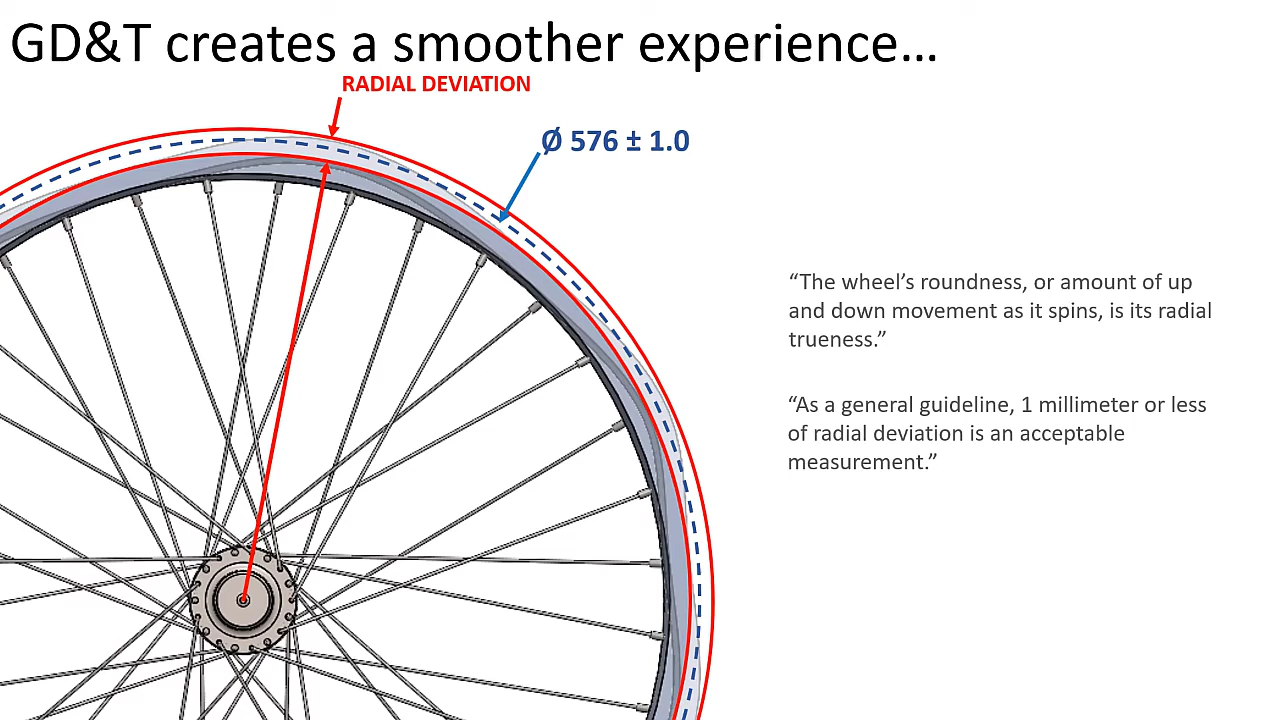 GD&T creates a smoother experience…
RADIAL DEVIATION
Ø 576 ± 1.0
“The wheel’s roundness, or amount of up
and down movement as it spins, is its radial
trueness.”
“As a general guideline, 1 millimeter or less
of radial deviation is an acceptable
measurement.”